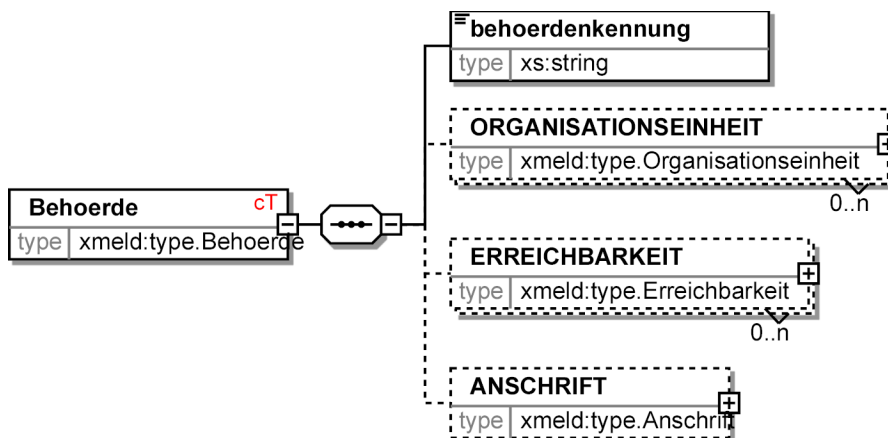 behoerdenkennung
type xs:string
ORGANISATIONSEINHEIT
type xmeld:type.Organisationseinheit
0..n
Behoerde cT
type xmeld:type.Behoerde
ERREICHBARKEIT
type xmeld:type.Erreichbarkeit
0..n
ANSCHRIFT
type xmeld:type.Anschrift